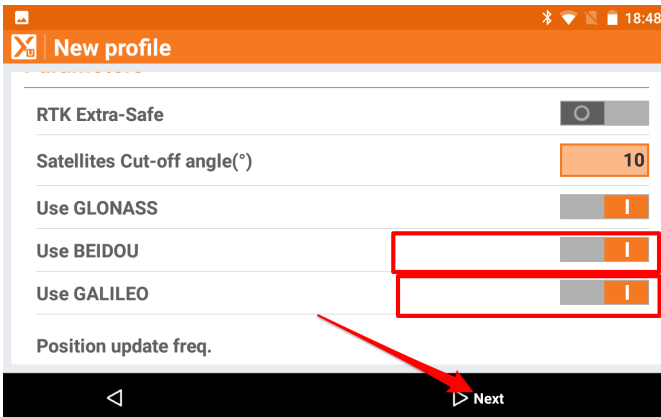 18:48
New profile
Parameters
RTK Extra-Safe
Satellites Cut-off angle(°)
10
Use GLONASS
Use BEIDOU
Use GALILEO
Position update freq.
Next